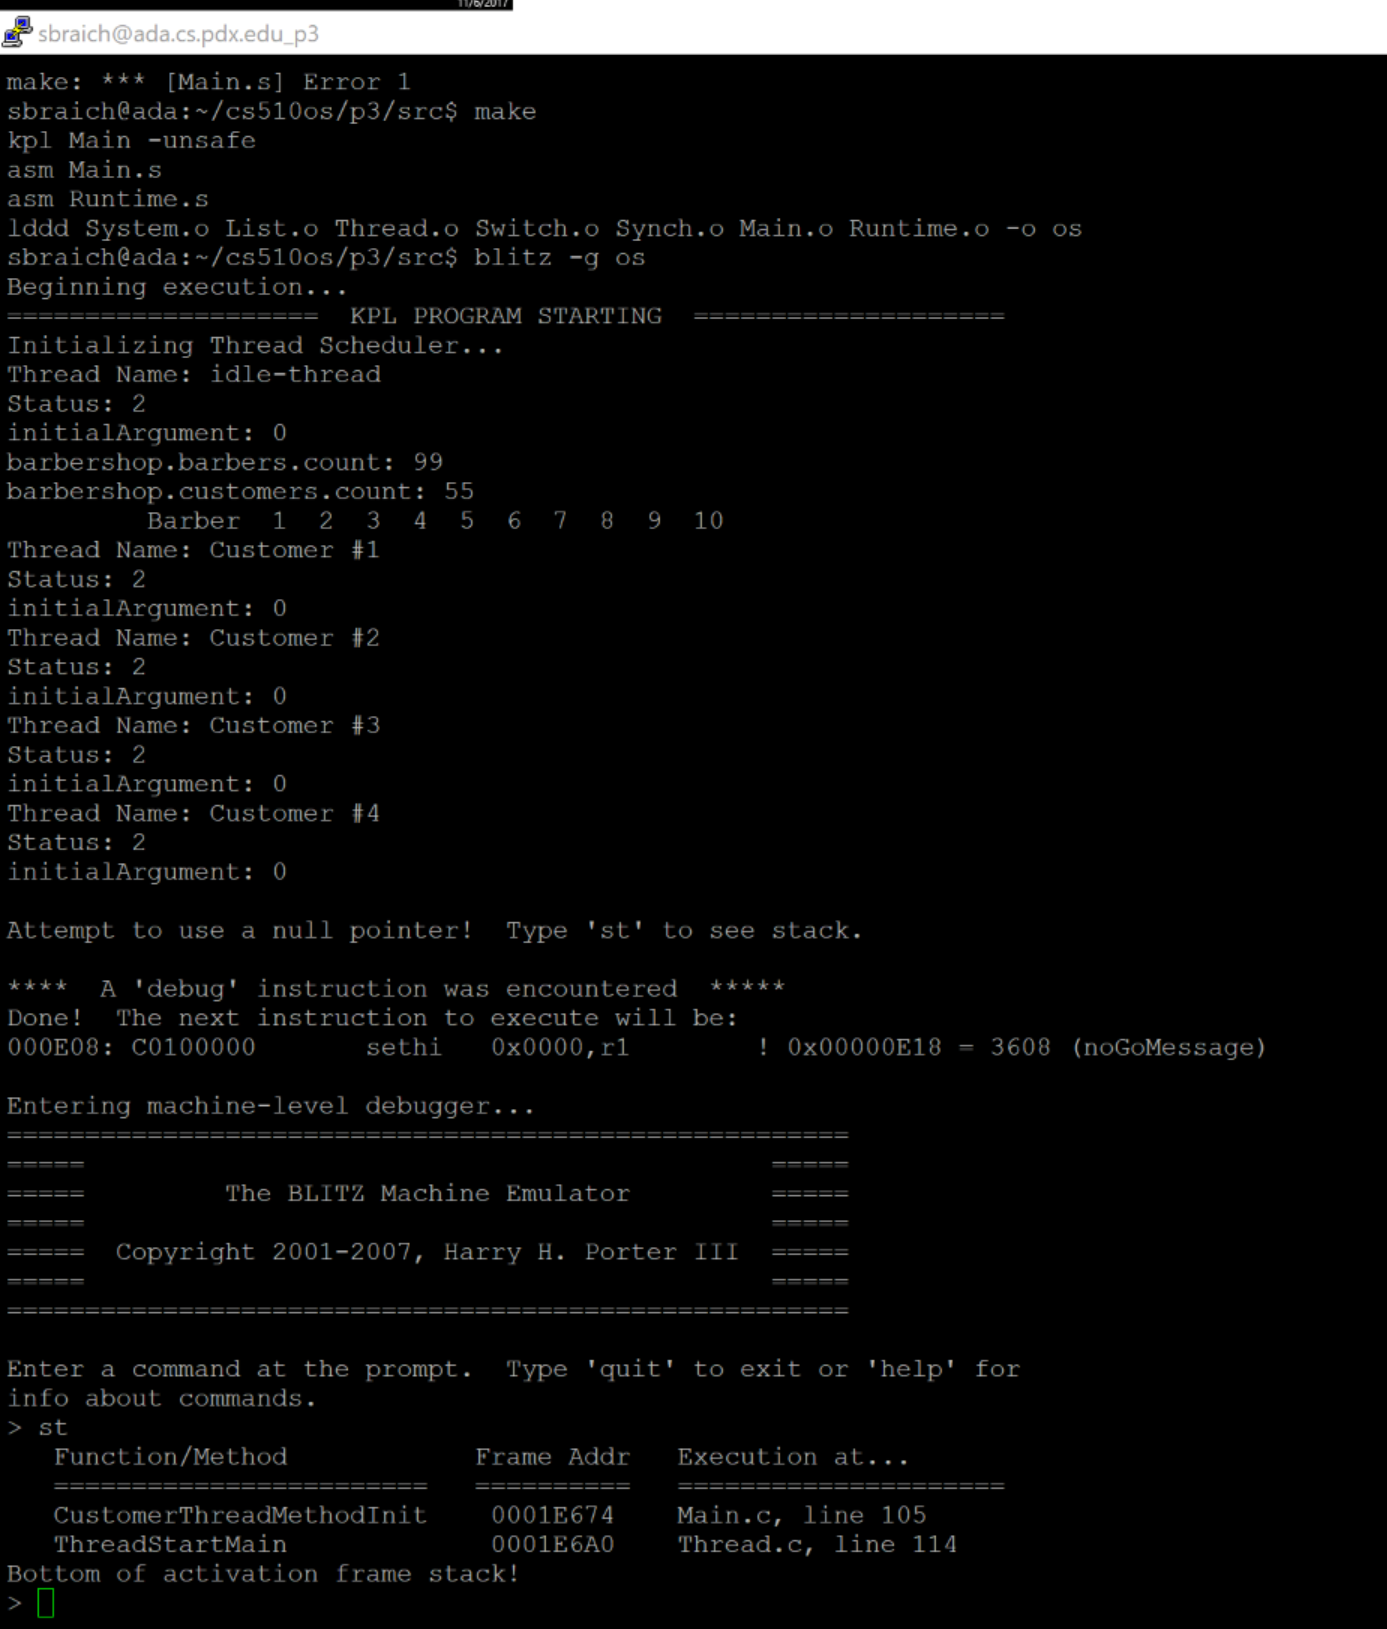 11/6/2017
sbraich@ada.cs.pdx.edu_p3
make: *** [Main.s] Error 1
sbraich@ada:~/cs510os/p3/src$ make
kpl Main -unsafe
asm Main.s
asm Runtime.s
lddd System.o List.o Thread.o Switch.o Synch.o Main.o Runtime.o -o os
sbraich@ada:~/cs510os/p3/src$ blitz -g os
Beginning execution...
====================  KPL PROGRAM STARTING  ====================
Initializing Thread Scheduler...
Thread Name: idle-thread
Status: 2
initialArgument: 0
barbershop.barbers.count: 99
barbershop.customers.count: 55
         Barber  1  2  3  4  5  6  7  8  9  10
Thread Name: Customer #1
Status: 2
initialArgument: 0
Thread Name: Customer #2
Status: 2
initialArgument: 0
Thread Name: Customer #3
Status: 2
initialArgument: 0
Thread Name: Customer #4
Status: 2
initialArgument: 0
Attempt to use a null pointer!  Type 'st' to see stack.
****  A 'debug' instruction was encountered  *****
Done!  The next instruction to execute will be:
000E08: C0100000       sethi   0x0000,r1        ! 0x00000E18 = 3608 (noGoMessage)
Entering machine-level debugger...
======================================================
=====                                            =====
=====         The BLITZ Machine Emulator         =====
=====                                            =====
=====  Copyright 2001-2007, Harry H. Porter III  =====
=====                                            =====
======================================================
Enter a command at the prompt.  Type 'quit' to exit or 'help' for
info about commands.
> st
   Function/Method            Frame Addr   Execution at...
   ========================   ==========   =====================
   CustomerThreadMethodInit    0001E674    Main.c, line 105
   ThreadStartMain             0001E6A0    Thread.c, line 114
Bottom of activation frame stack!
>